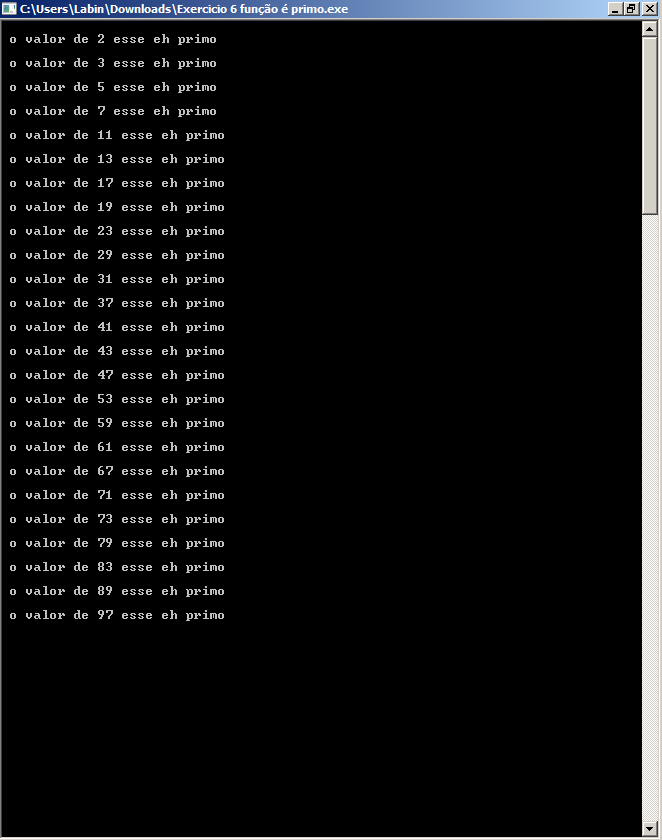 C:\Users\Labin\Downloads\Exercicio 6 função é primo.exe
o valor de 2 esse eh primo
o valor de 3 esse eh primo
o valor de 5 esse eh primo
o valor de 7 esse eh primo
o valor de 11 esse eh primo
o valor de 13 esse eh primo
o valor de 17 esse eh primo
o valor de 19 esse eh primo
o valor de 23 esse eh primo
o valor de 29 esse eh primo
o valor de 31 esse eh primo
o valor de 37 esse eh primo
o valor de 41 esse eh primo
o valor de 43 esse eh primo
o valor de 47 esse eh primo
o valor de 53 esse eh primo
o valor de 59 esse eh primo
o valor de 61 esse eh primo
o valor de 67 esse eh primo
o valor de 71 esse eh primo
o valor de 73 esse eh primo
o valor de 79 esse eh primo
o valor de 83 esse eh primo
o valor de 89 esse eh primo
o valor de 97 esse eh primo